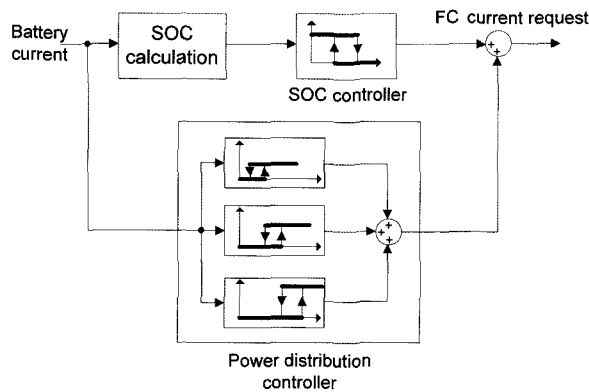 Battery
current
SOC
calculation
SOC controller
FC current request
+
+
+
+
+
Power distribution
controller